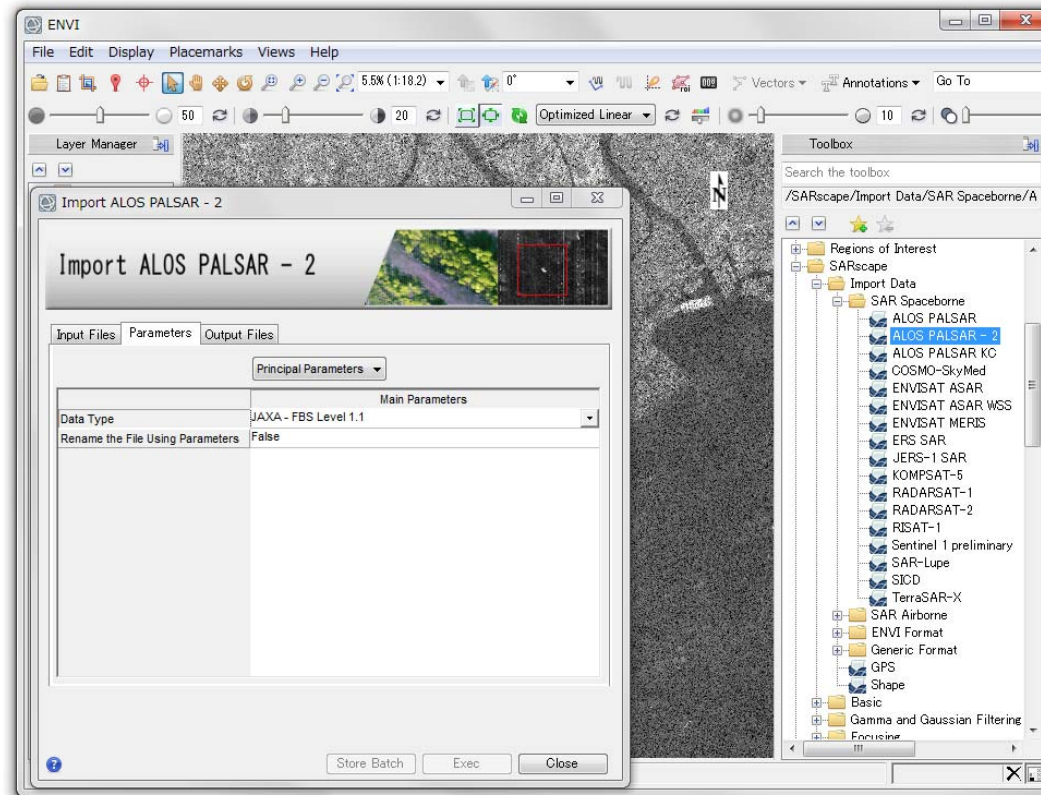 ENVI
File Edit Display Placemarks Views Help
5.5% (1:18.2) 0° Vectors Annotations Go To
50 20 Optimized Linear 10
Layer Manager
Toolbox
Search the toolbox
/SARscape/Import Data/SAR Spaceborne/A
N
Import ALOS PALSAR - 2
Import ALOS PALSAR - 2
Input Files Parameters Output Files
Principal Parameters
Main Parameters
Data Type JAXA - FBS Level 1.1
Rename the File Using Parameters False
Store Batch Exec Close
Regions of Interest
SARscape
Import Data
SAR Spaceborne
ALOS PALSAR
ALOS PALSAR - 2
ALOS PALSAR KC
COSMO-SkyMed
ENVISAT ASAR
ENVISAT ASAR WSS
ENVISAT MERIS
ERS SAR
JERS-1 SAR
KOMPSAT-5
RADARSAT-1
RADARSAT-2
RISAT-1
Sentinel 1 preliminary
SAR-Lupe
SICD
TerraSAR-X
SAR Airborne
ENVI Format
Generic Format
GPS
Shape
Basic
Gamma and Gaussian Filtering
Focusing